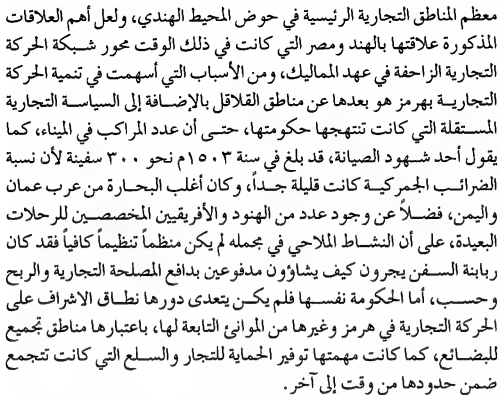 معظم المناطق التجارية الرئيسية في حوض المحيط الهندي، ولعل أهم العلاقات
المذكورة علاقتها بالهند ومصر التي كانت في ذلك الوقت محور شبكة الحركة
التجارية الزاحفة في عهد المماليك، ومن الأسباب التي أسهمت في تنمية الحركة
التجارية بهرمز هو بعدها عن مناطق القلاقل بالإضافة إلى السياسة التجارية
المستقلة التي كانت تنتهجها حكومتها، حتى أن عدد المراكب في الميناء، كما
يقول أحد شهود الصيانة، قد بلغ في سنة ١٥٠٣م نحو ٣٠٠ سفينة لأن نسبة
الضرائب الجمركية كانت قليلة جداً، وكان أغلب البحارة من عرب عمان
واليمن، فضلاً عن وجود عدد من الهنود والأفريقيين المخصصين للرحلات
البعيدة، على أن النشاط الملاحي في مجمله لم يكن منظماً تنظيماً كافياً فقد كان
ربابنة السفن يجرون كيف يشاؤون مدفوعين بدافع المصلحة التجارية والربح
وحسب، أما الحكومة نفسها فلم يكن يتعدى دورها نطاق الاشراف على
الحركة التجارية في هرمز وغيرها من الموانئ التابعة لها، باعتبارها مناطق تجميع
للبضائع، كما كانت مهمتها توفير الحماية للتجار والسلع التي كانت تتجمع
ضمن حدودها من وقت إلى آخر.